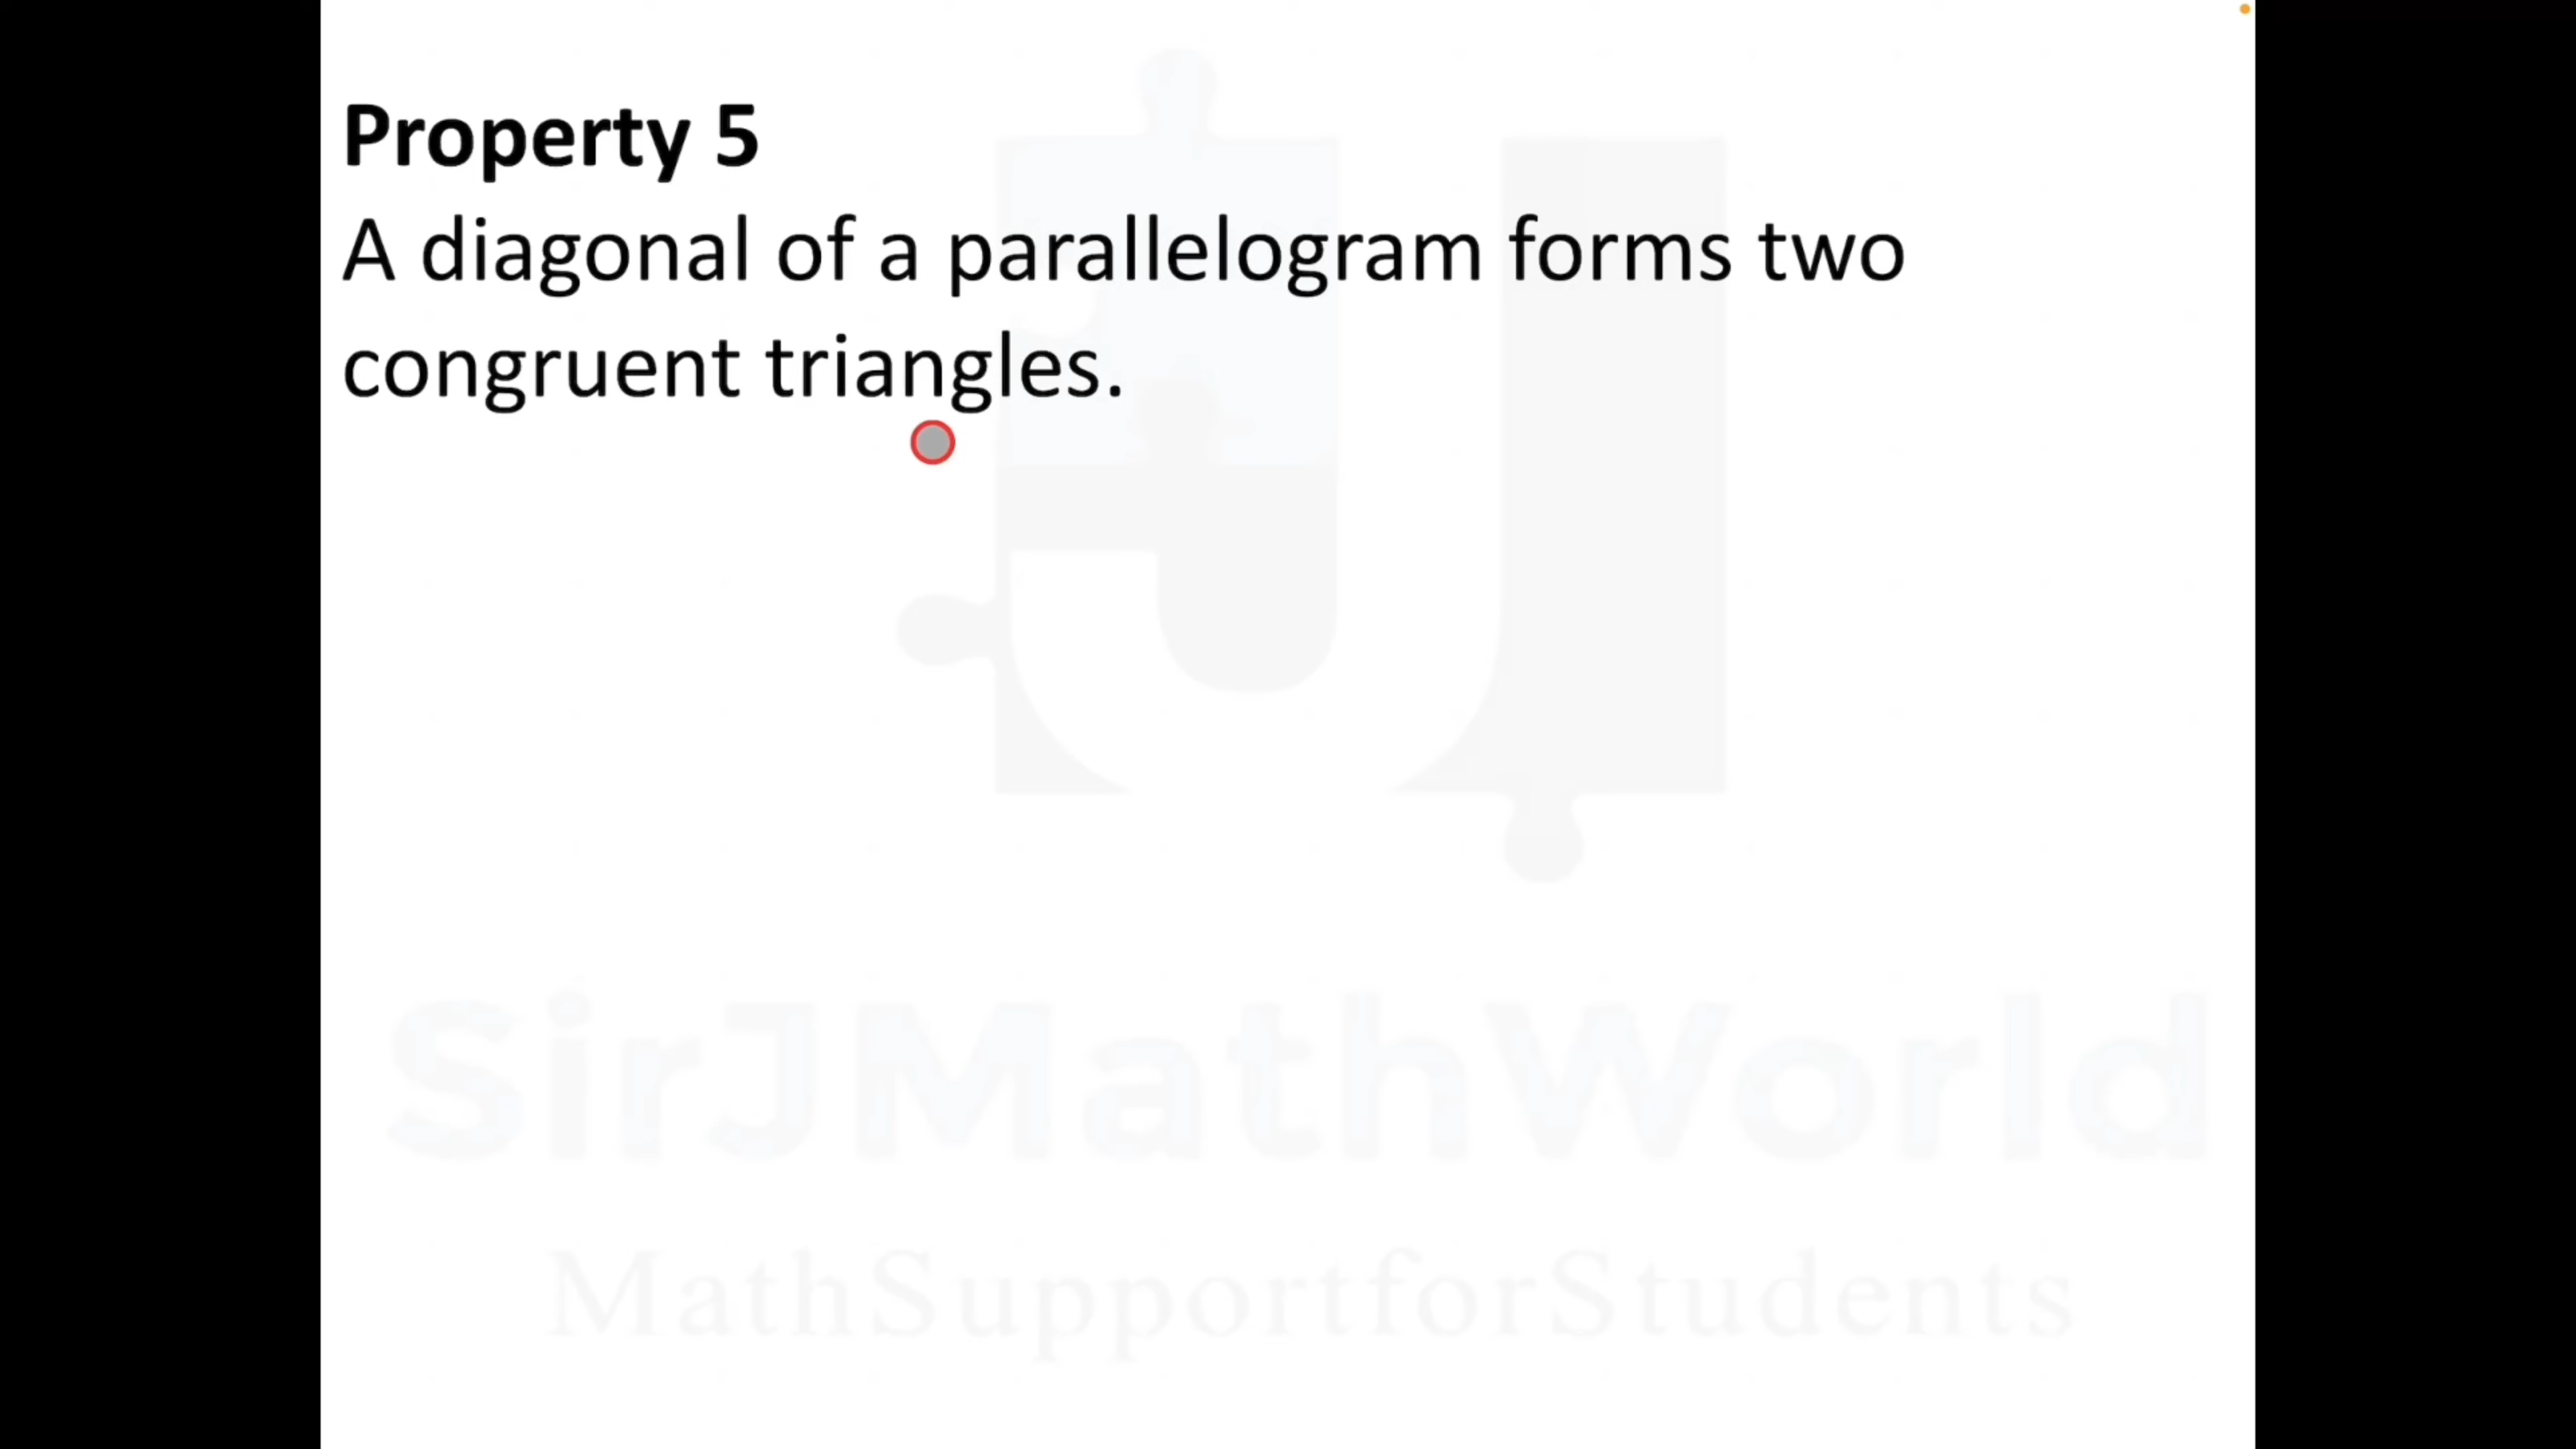 Property 5
A diagonal of a parallelogram forms two
congruent triangles.
SirJMathWorld
MathSupportforStudents